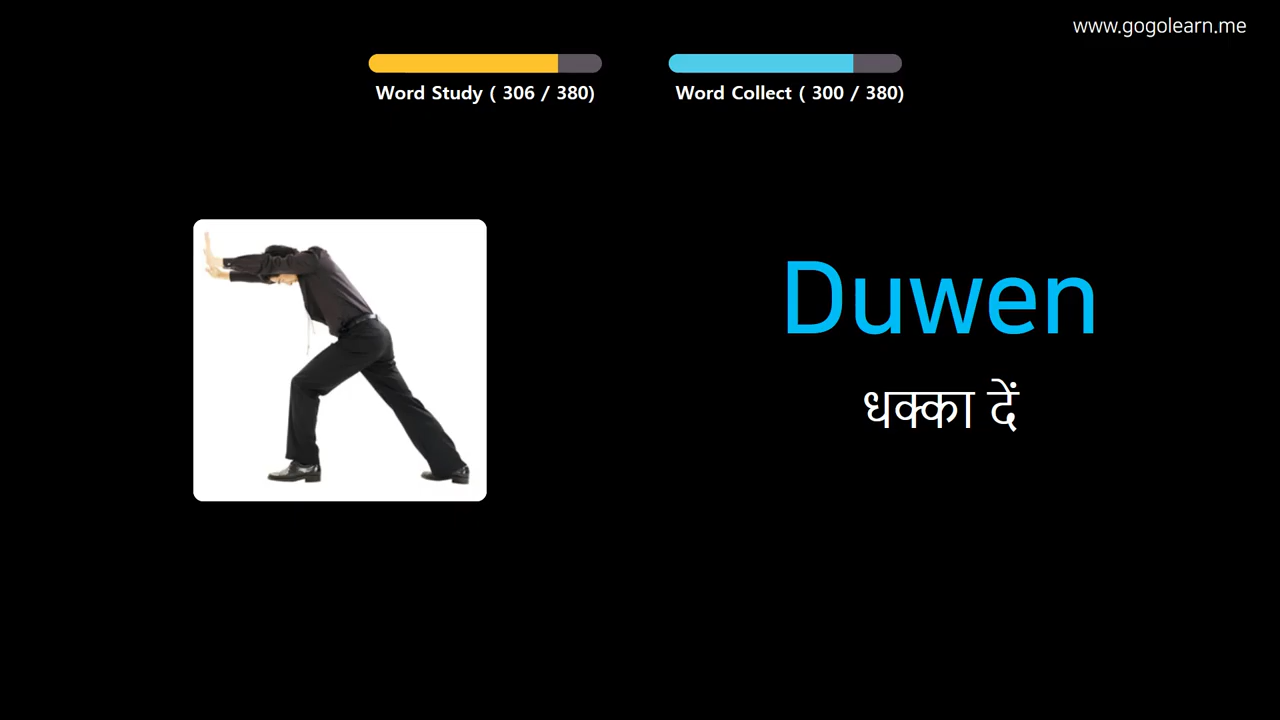 www.gogolearn.me
Word Study ( 306 / 380)
Word Collect ( 300 / 380)
Duwen
धक्का दें